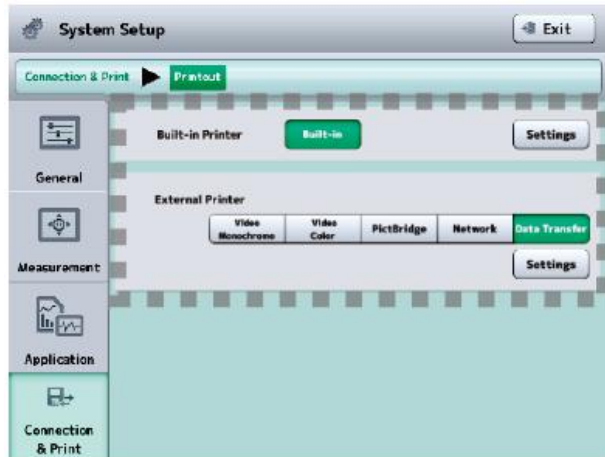 System Setup
Exit
Connection & Print ▶ Printout
General
Measurement
Application
Connection
& Print
Built-in Printer
Built-in
Settings
External Printer
Video
Monochrome
Video
Color
PictBridge
Network
Data Transfer
Settings